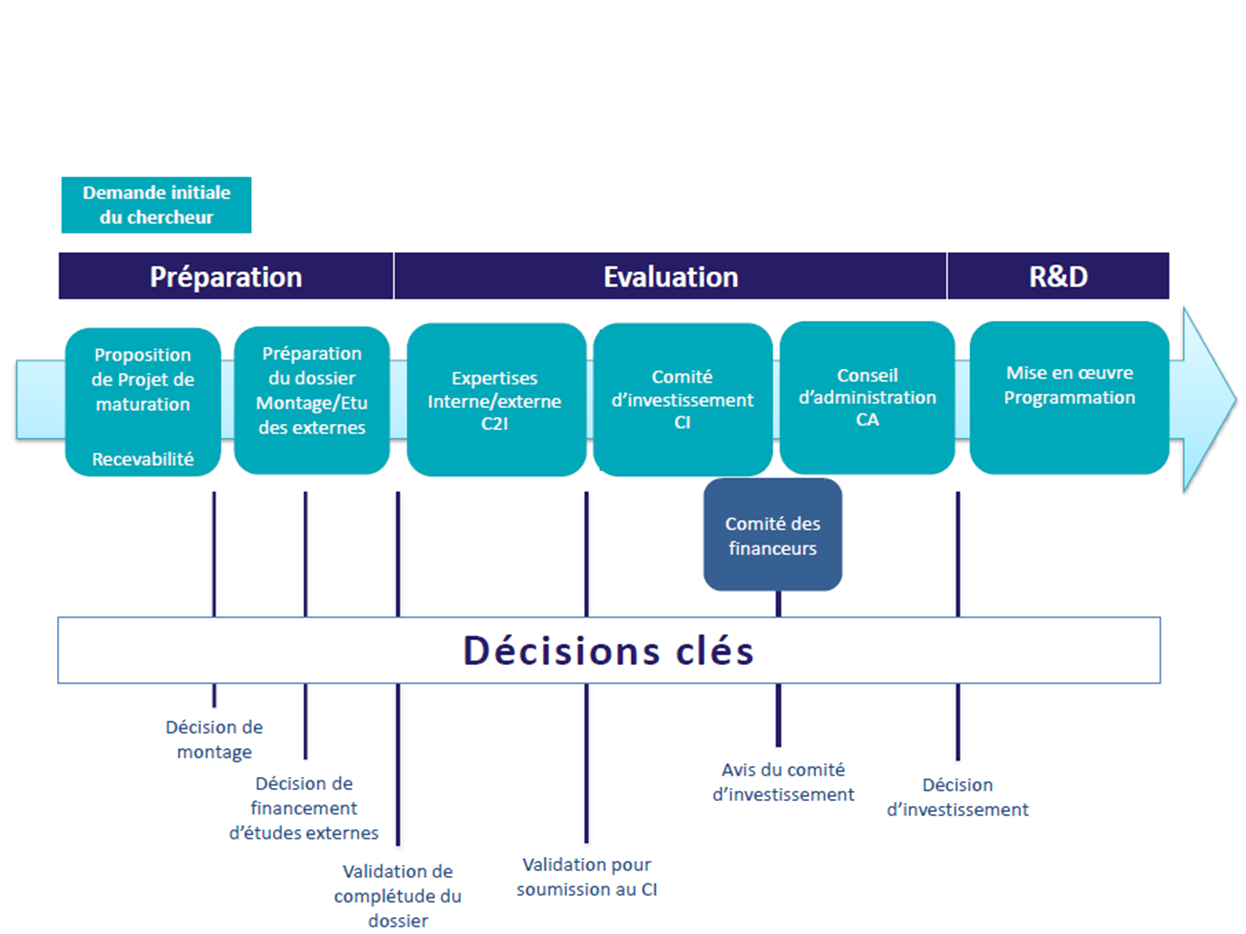 Demande initiale
du chercheur
Préparation
Evaluation
R&D
Proposition
de Projet de
maturation
Recevabilité
Préparation
du dossier
Montage/Etu
des externes
Expertises
Interne/externe
C2I
Comité
d’investissement
CI
Conseil
d’administration
CA
Mise en œuvre
Programmation
Comité des
financeurs
Décisions clés
Décision de
montage
Décision de
financement
d’études externes
Validation de
complétude du
dossier
Validation pour
soumission au CI
Avis du comité
d’investissement
Décision
d’investissement